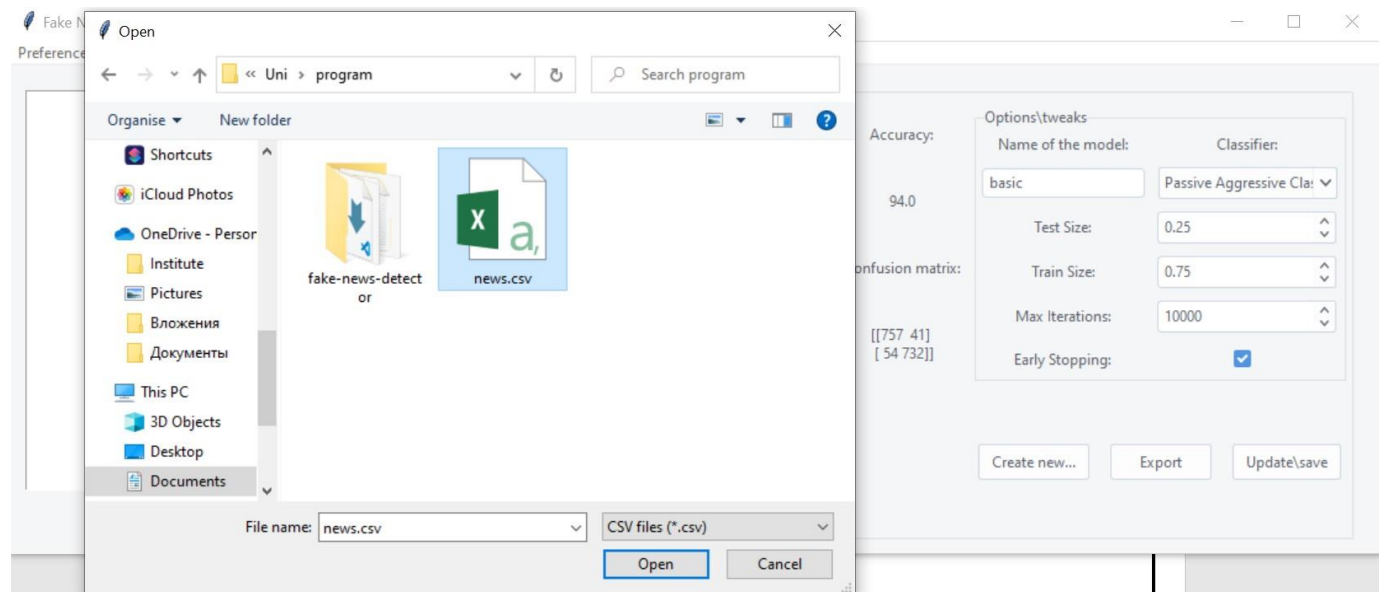 Fake N
Preference
Open
« Uni › program
Search program
Organise
New folder
Shortcuts
iCloud Photos
OneDrive - Person
Institute
Pictures
Вложения
Документы
This PC
3D Objects
Desktop
Documents
fake-news-detect
or
news.csv
X
a,
File name:
news.csv
CSV files (*.csv)
Open
Cancel
Accuracy:
94.0
onfusion matrix:
[[757 41]
[ 54 732]]
Options\tweaks
Name of the model:
Classifier:
basic
Passive Aggressive Cla
Test Size:
0.25
Train Size:
0.75
Max Iterations:
10000
Early Stopping:
Create new...
Export
Update\save